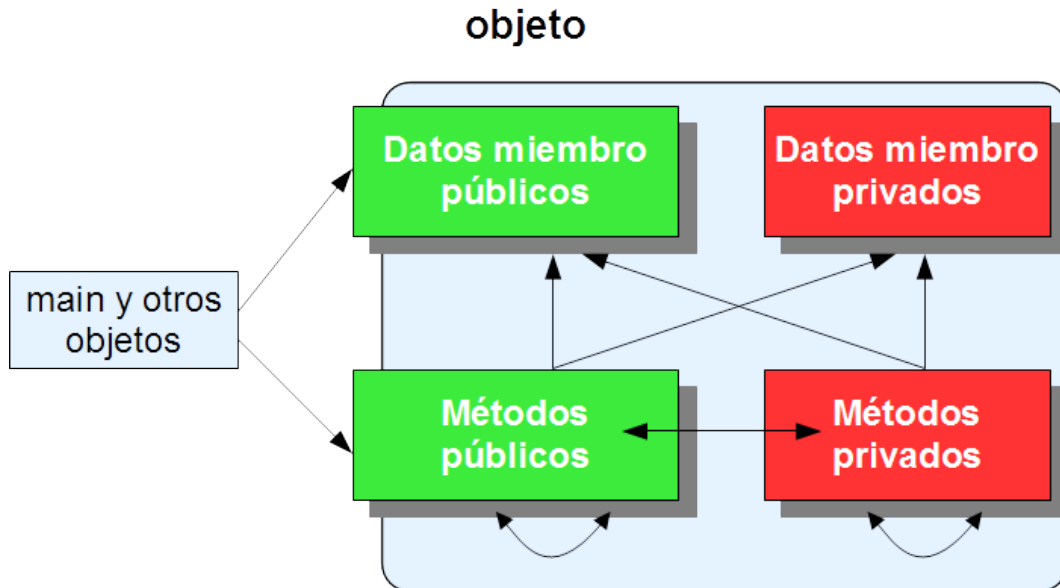 objeto
Datos miembro
públicos
Datos miembro
privados
main y otros
objetos
Métodos
públicos
Métodos
privados